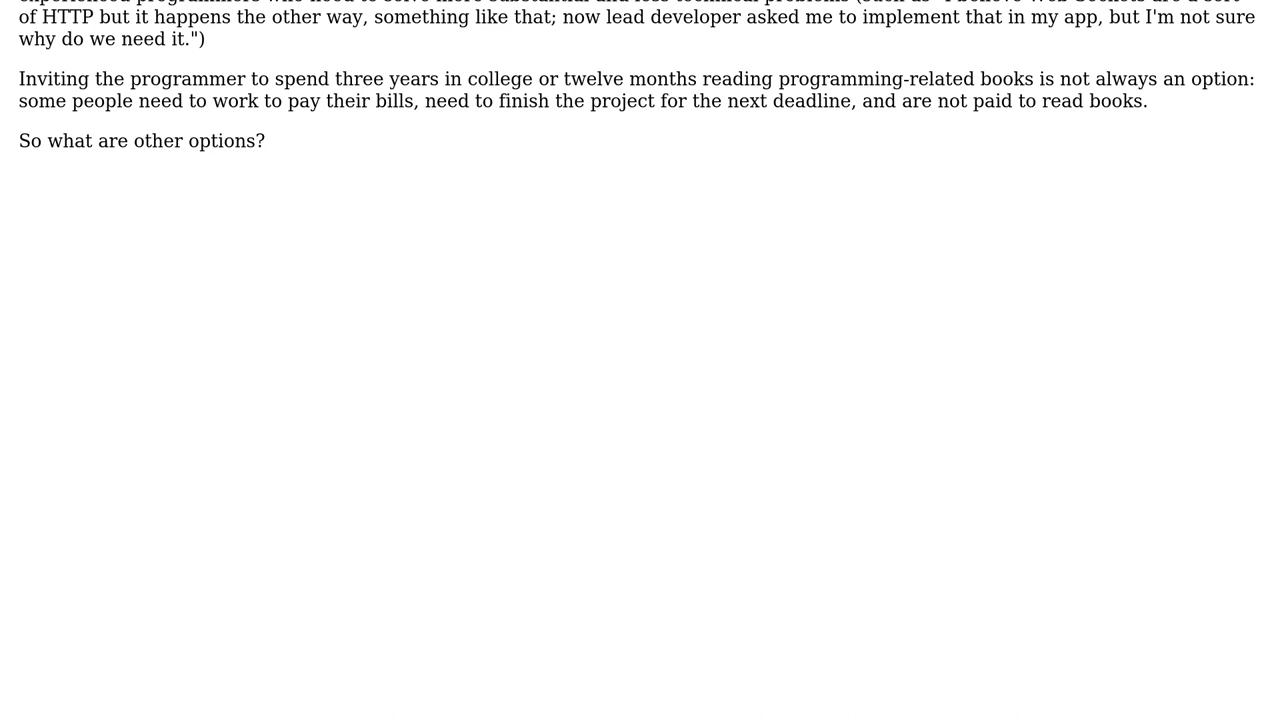 of HTTP but it happens the other way, something like that; now lead developer asked me to implement that in my app, but I'm not sure
why do we need it.")
Inviting the programmer to spend three years in college or twelve months reading programming-related books is not always an option:
some people need to work to pay their bills, need to finish the project for the next deadline, and are not paid to read books.
So what are other options?